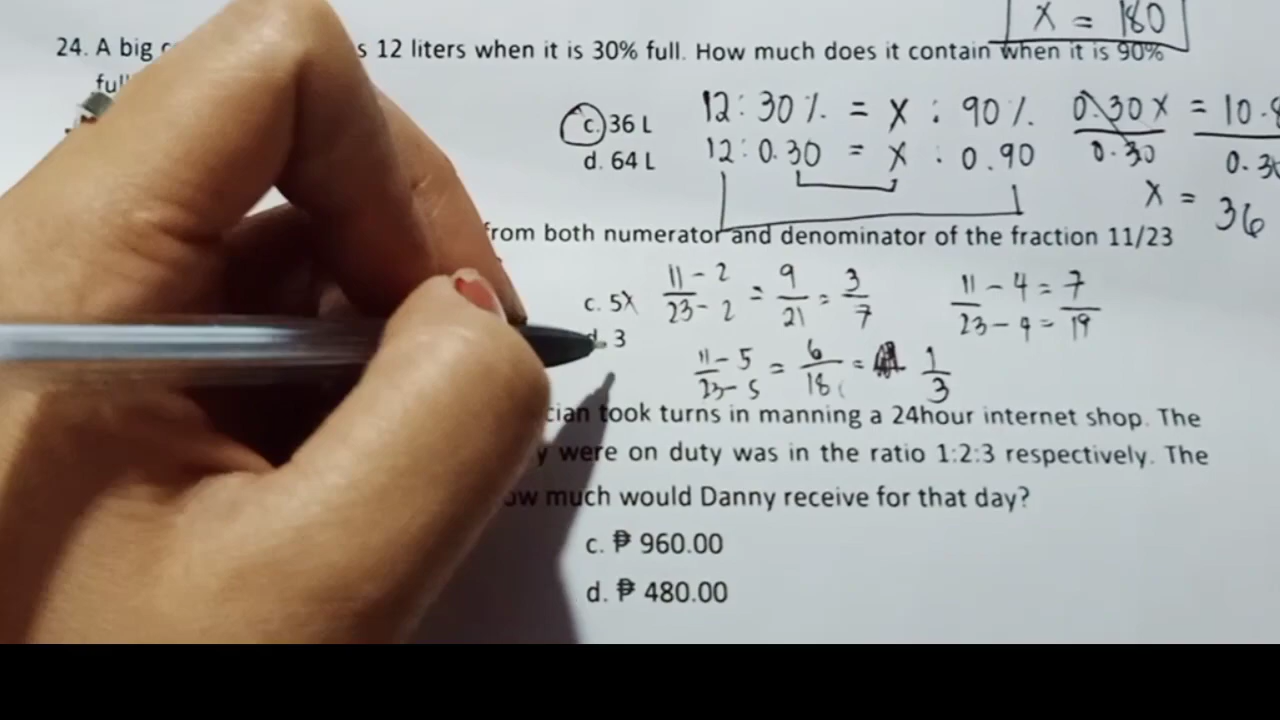 x = 180
24. A big s 12 liters when it is 30% full. How much does it contain when it is 90%
full
c. 36 L
d. 64 L
12 : 30% = x : 90%
12 : 0.30 = x : 0.90
0.30x = 10.8
0.30 0.30
x = 36
from both numerator and denominator of the fraction 11/23
c. 5 x
d. 3
11 - 2 = 9 = 3
23 - 2 21 7
11 - 4 = 7
23 - 4 = 19
11 - 5 = 6 = 1
23 - 5 18 3
cian took turns in manning a 24hour internet shop. The
y were on duty was in the ratio 1:2:3 respectively. The
ow much would Danny receive for that day?
c. ₱ 960.00
d. ₱ 480.00